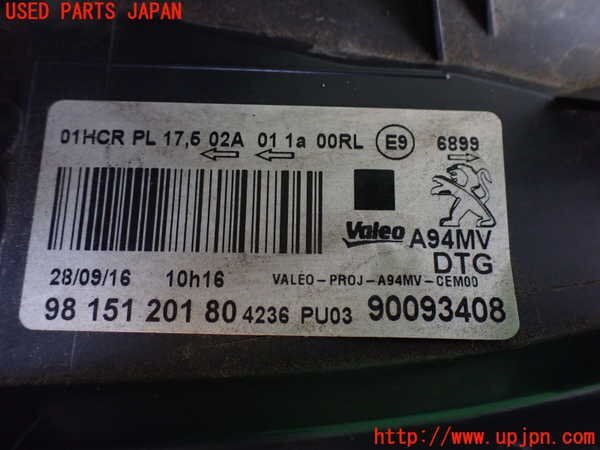 USED PARTS JAPAN
01HCR PL 17,5 02A 01 1a 00RL E9 6899
Valeo A94MV
DTG
28/09/16 10h16 VALEO-PROJ-A94MV-CEM00
98 151 201 80 4236 PU03 90093408
UPJ
http://www.upjpn.com/